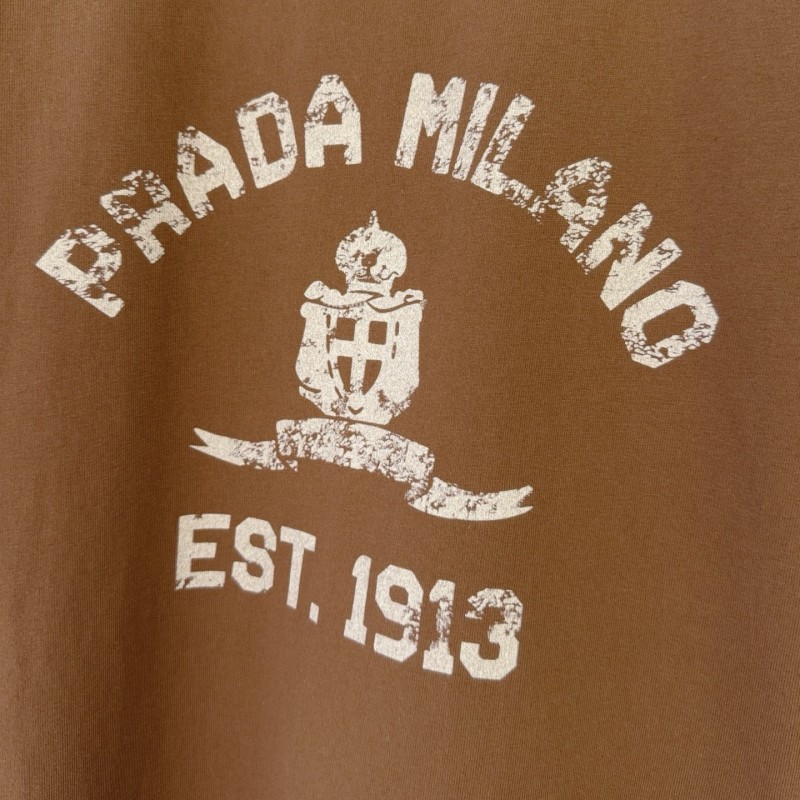 PRADA MILANO
EST. 1913